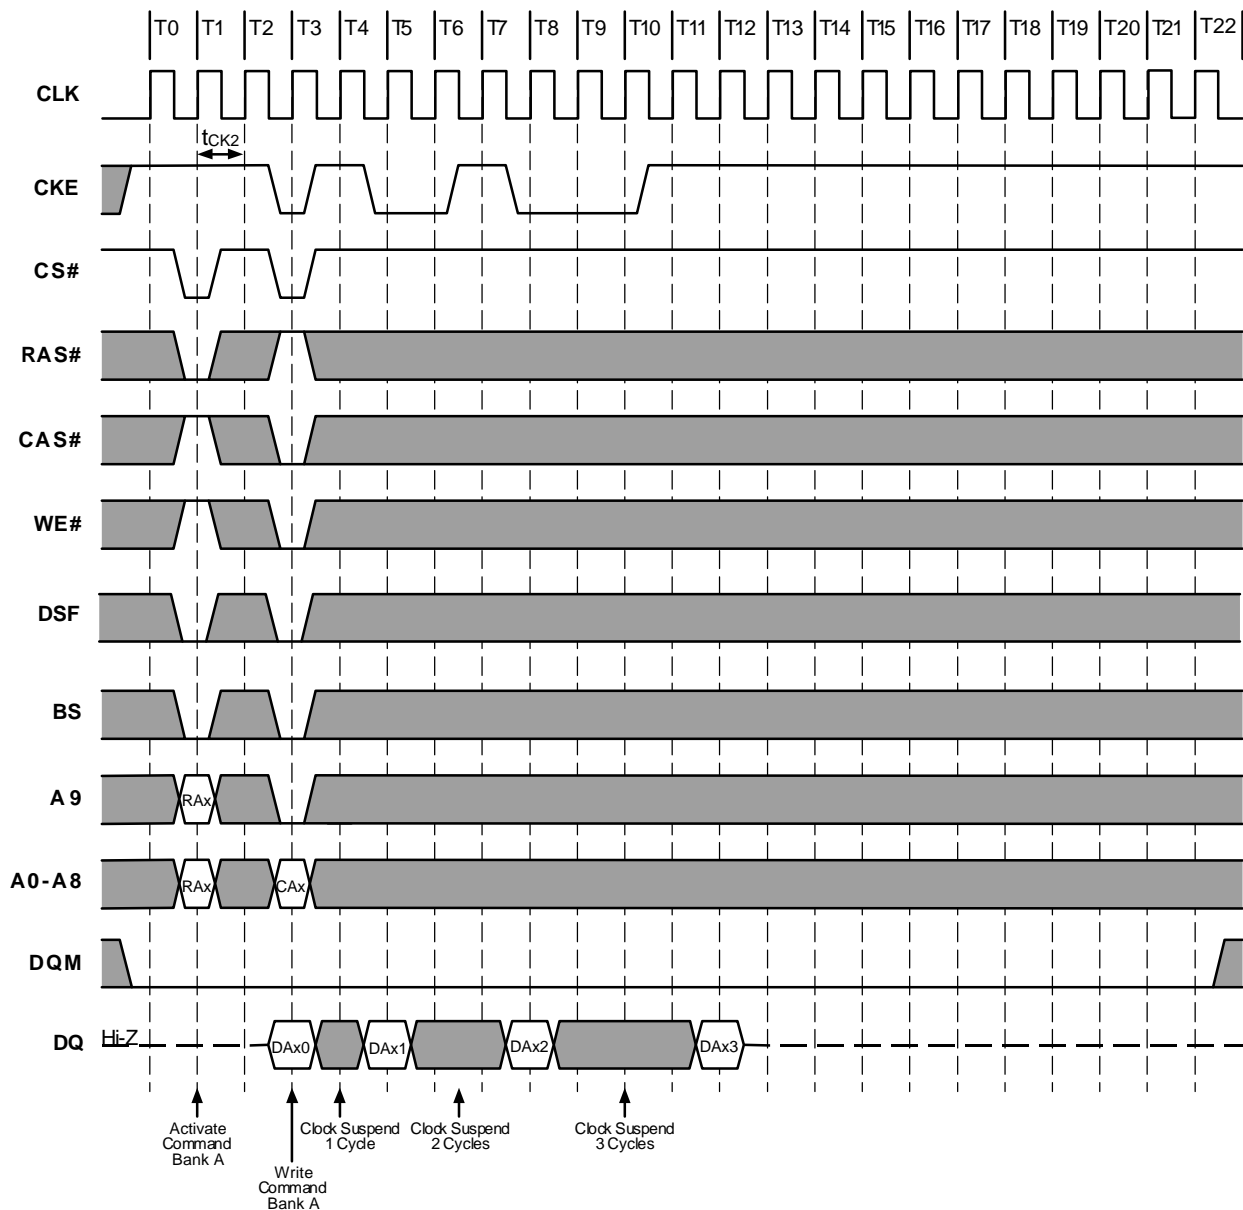 T0 T1 T2 T3 T4 T5 T6 T7 T8 T9 T10 T11 T12 T13 T14 T15 T16 T17 T18 T19 T20 T21 T22
CLK
tCK2
CKE
CS#
RAS#
CAS#
WE#
DSF
BS
A9
RAx
A0-A8
RAx CAx
DQM
DQ Hi-Z DAx0 DAx1 DAx2 DAx3
Activate
Command
Bank A
Write
Command
Bank A
Clock Suspend
1 Cycle
Clock Suspend
2 Cycles
Clock Suspend
3 Cycles